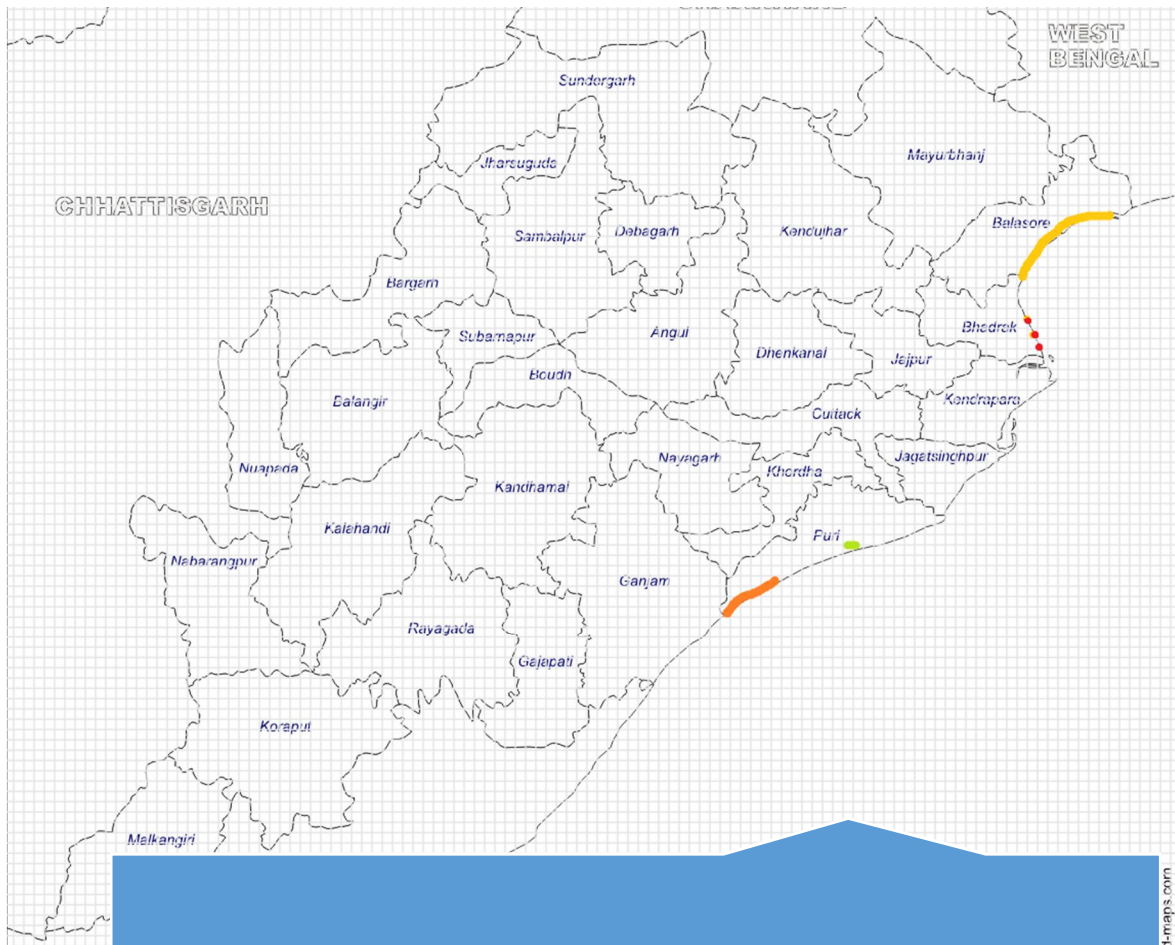 WEST
BENGAL
Sundergarh
Mayurbhanj
Jharsuguda
CHHATTISGARH
Balasore
Sambalpur
Debagarh
Kendujhar
Bargarh
Bhadrak
Subarnapur
Angul
Dhenkanal
Jajpur
Boudh
Balangir
Kendrapara
Cuttack
Nayagarh
Jagatsinghpur
Nuapada
Khordha
Kandhamal
Kalahandi
Puri
Nabarangpur
Ganjam
Rayagada
Gajapati
Koraput
Malkangiri
d-maps.com